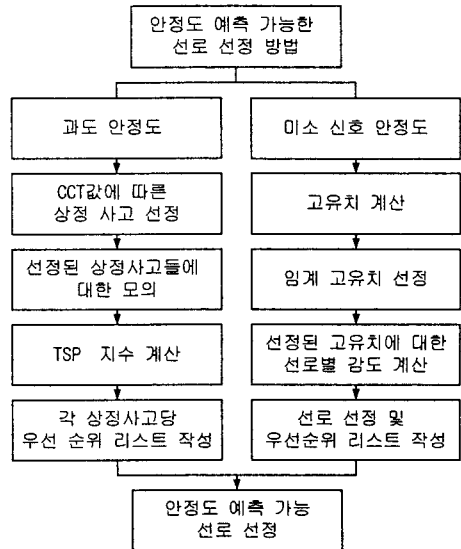 안정도 예측 가능한
선로 선정 방법
과도 안정도
CCT값에 따른
상정 사고 선정
선정된 상정사고들에
대한 모의
TSP 지수 계산
각 상정사고당
우선 순위 리스트 작성
미소 신호 안정도
고유치 계산
임계 고유치 선정
선정된 고유치에 대한
선로별 감도 계산
선로 선정 및
우선순위 리스트 작성
안정도 예측 가능
선로 선정